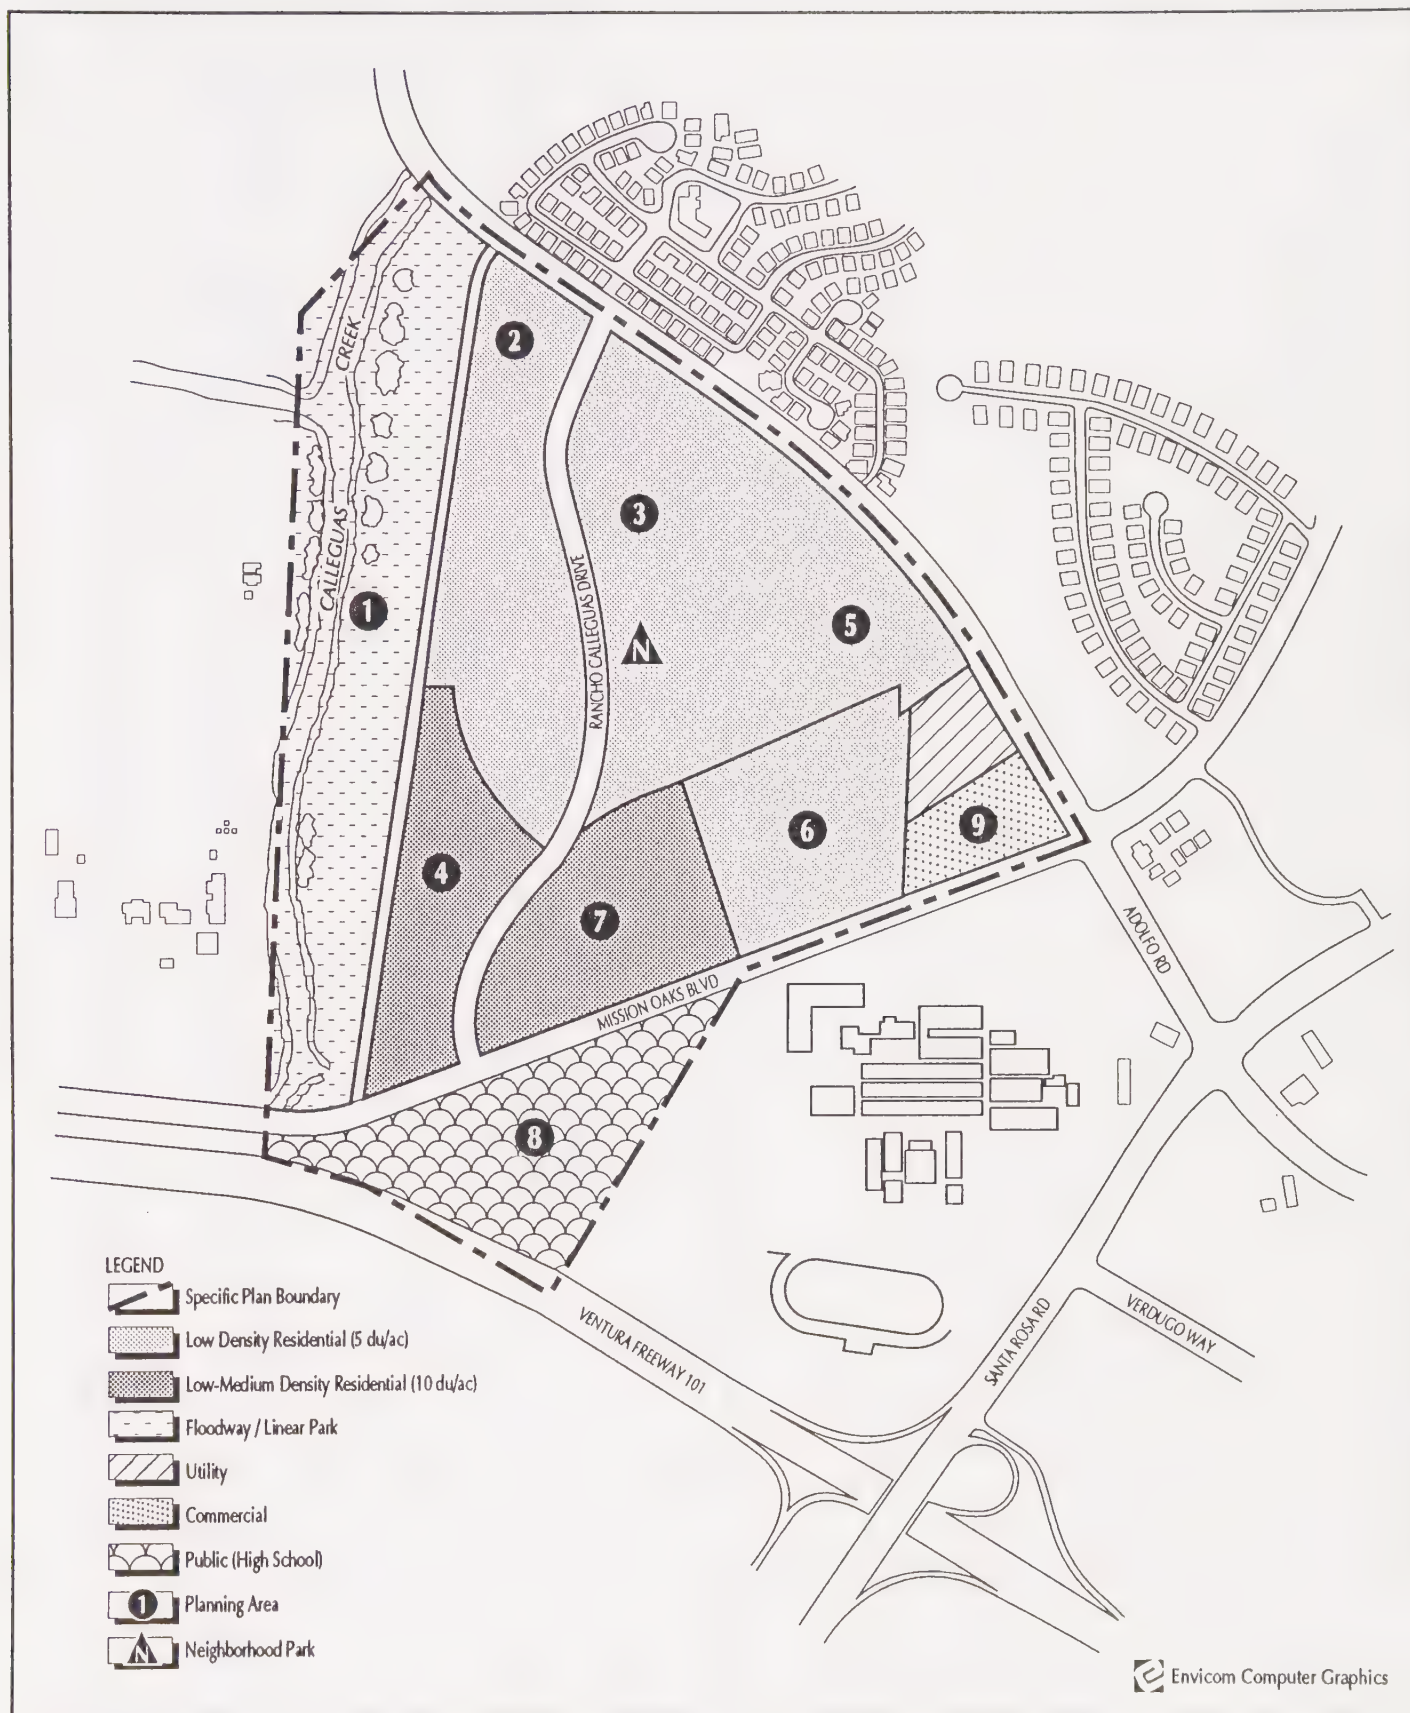 2
CREEK
3
CALLEGUAS
RANCHO CALLEGUAS DRIVE
1
5
N
6
9
4
7
ADOLFO RD
MISSION OAKS BLVD
8
LEGEND
Specific Plan Boundary
Low Density Residential (5 du/ac)
Low-Medium Density Residential (10 du/ac)
Floodway / Linear Park
Utility
Commercial
Public (High School)
1 Planning Area
N Neighborhood Park
VENTURA FREEWAY 101
SANTA ROSA RD
VERDUGO WAY
Envicom Computer Graphics